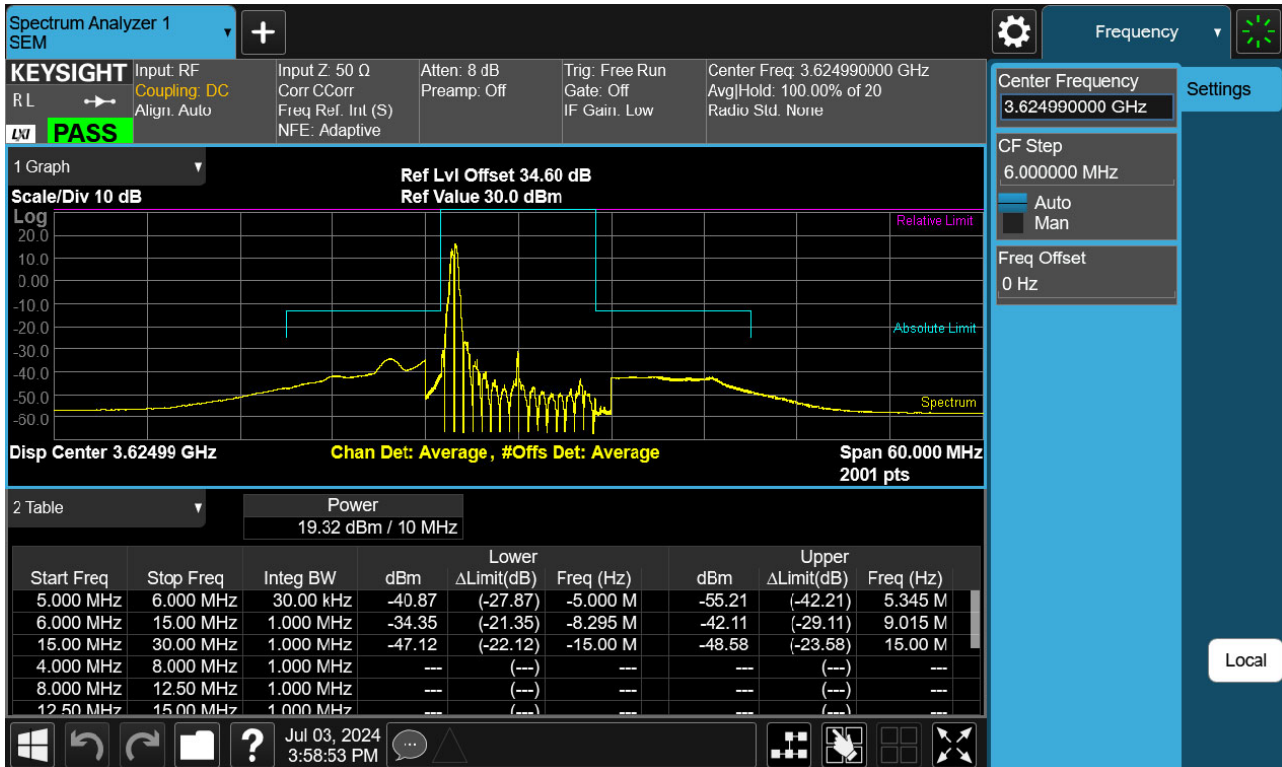 Spectrum Analyzer 1
SEM
Frequency
KEYSIGHT
R L
LXI
PASS
Input: RF
Coupling: DC
Align: Auto
Input Z: 50 Ω
Corr CCorr
Freq Ref: Int (S)
NFE: Adaptive
Atten: 8 dB
Preamp: Off
Trig: Free Run
Gate: Off
IF Gain: Low
Center Freq: 3.624990000 GHz
Avg|Hold: 100.00% of 20
Radio Std: None
Center Frequency
3.624990000 GHz
Settings
CF Step
6.000000 MHz
Auto
Man
Freq Offset
0 Hz
Local
1 Graph
Ref Lvl Offset 34.60 dB
Scale/Div 10 dB
Ref Value 30.0 dBm
Log
Relative Limit
20.0
10.0
0.00
-10.0
-20.0
Absolute Limit
-30.0
-40.0
-50.0
Spectrum
-60.0
Disp Center 3.62499 GHz
Chan Det: Average, #Offs Det: Average
Span 60.000 MHz
2001 pts
2 Table
Power
19.32 dBm / 10 MHz
Lower Upper
Start Freq Stop Freq Integ BW dBm ΔLimit(dB) Freq (Hz) dBm ΔLimit(dB) Freq (Hz)
5.000 MHz 6.000 MHz 30.00 kHz -40.87 (-27.87) -5.000 M -55.21 (-42.21) 5.345 M
6.000 MHz 15.00 MHz 1.000 MHz -34.35 (-21.35) -8.295 M -42.11 (-29.11) 9.015 M
15.00 MHz 30.00 MHz 1.000 MHz -47.12 (-22.12) -15.00 M -48.58 (-23.58) 15.00 M
4.000 MHz 8.000 MHz 1.000 MHz --- (---) --- --- (---) ---
8.000 MHz 12.50 MHz 1.000 MHz --- (---) --- --- (---) ---
12.50 MHz 15.00 MHz 1.000 MHz --- (---) --- --- (---) ---
Jul 03, 2024
3:58:53 PM